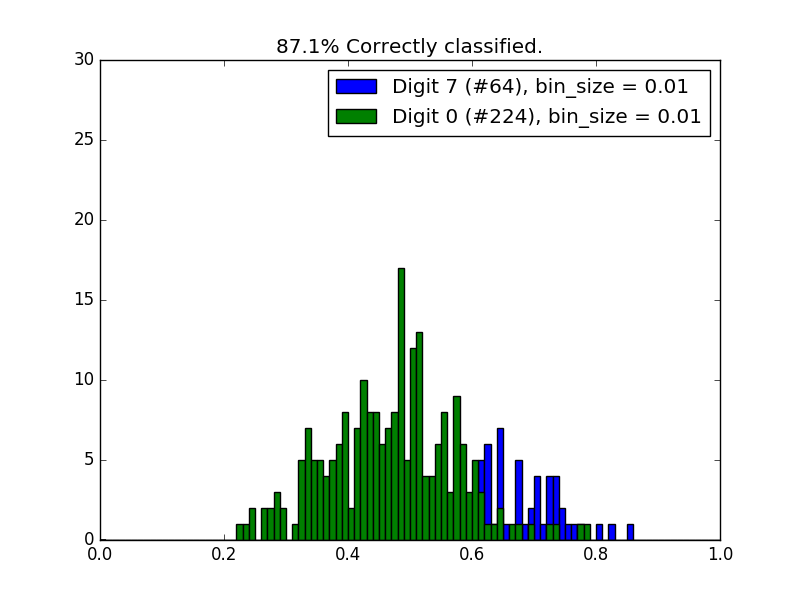 87.1% Correctly classified.
30
Digit 7 (#64), bin_size = 0.01
Digit 0 (#224), bin_size = 0.01
25
20
15
10
5
0
0.0 0.2 0.4 0.6 0.8 1.0